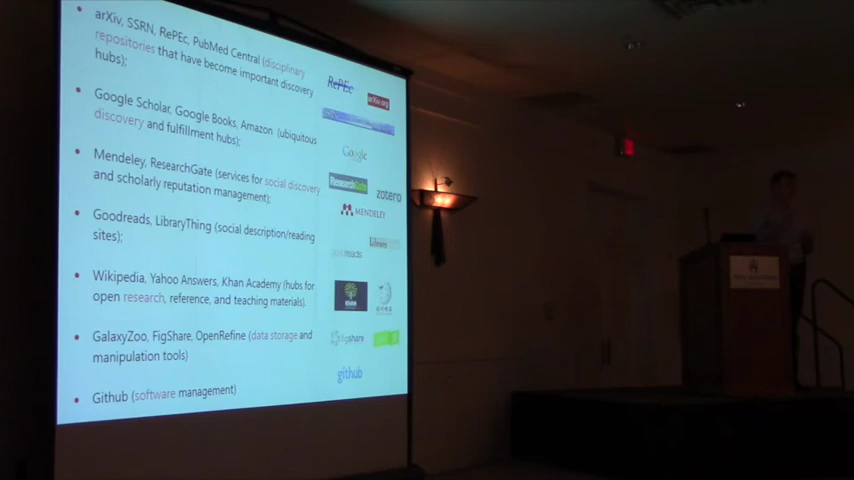 arXiv, SSRN, RePEc, PubMed Central (disciplinary
repositories that have become important discovery
hubs);
Google Scholar, Google Books, Amazon (ubiquitous
discovery and fulfillment hubs);
Mendeley, ResearchGate (services for social discovery
and scholarly reputation management);
Goodreads, LibraryThing (social description/reading
sites);
Wikipedia, Yahoo Answers, Khan Academy (hubs for
open research, reference, and teaching materials).
GalaxyZoo, FigShare, OpenRefine (data storage and
manipulation tools)
Github (software management)
RePEc
arXiv.org
Google
ResearchGate
zotero
MENDELEY
goodreads
KHAN
figshare
github